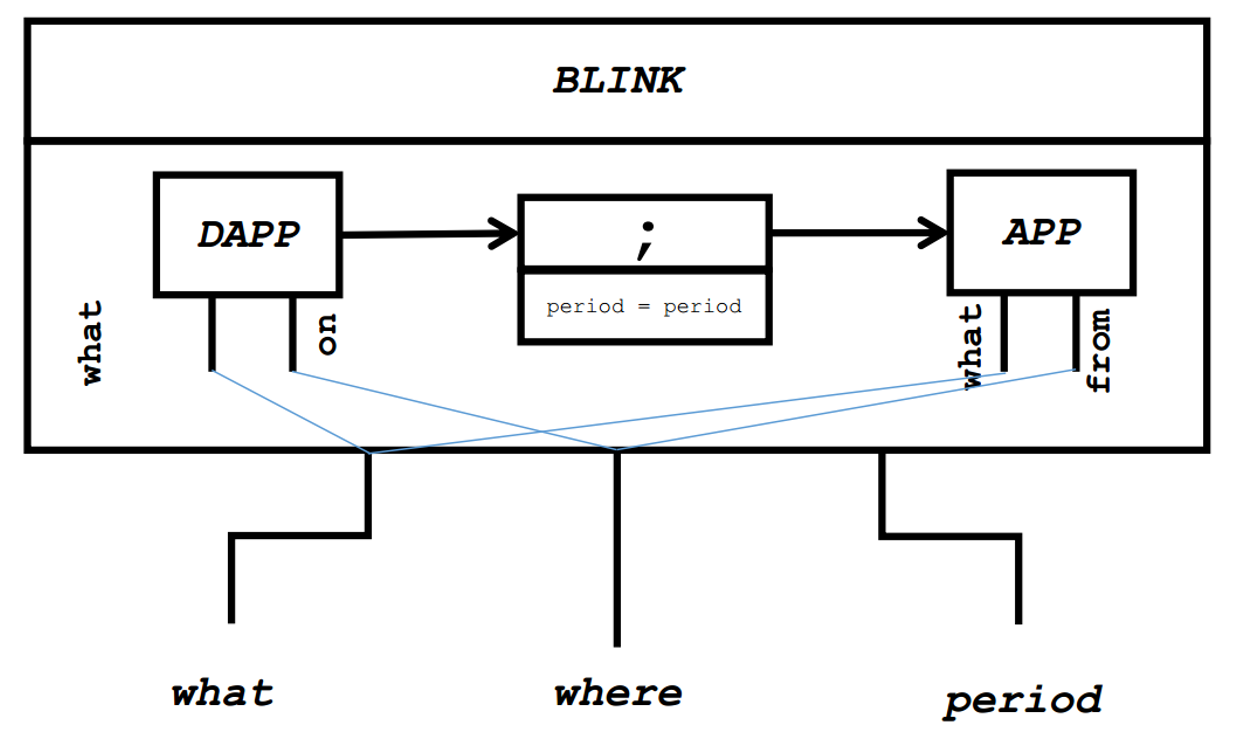 BLINK
DAPP
;
APP
period = period
what
on
what
from
what
where
period